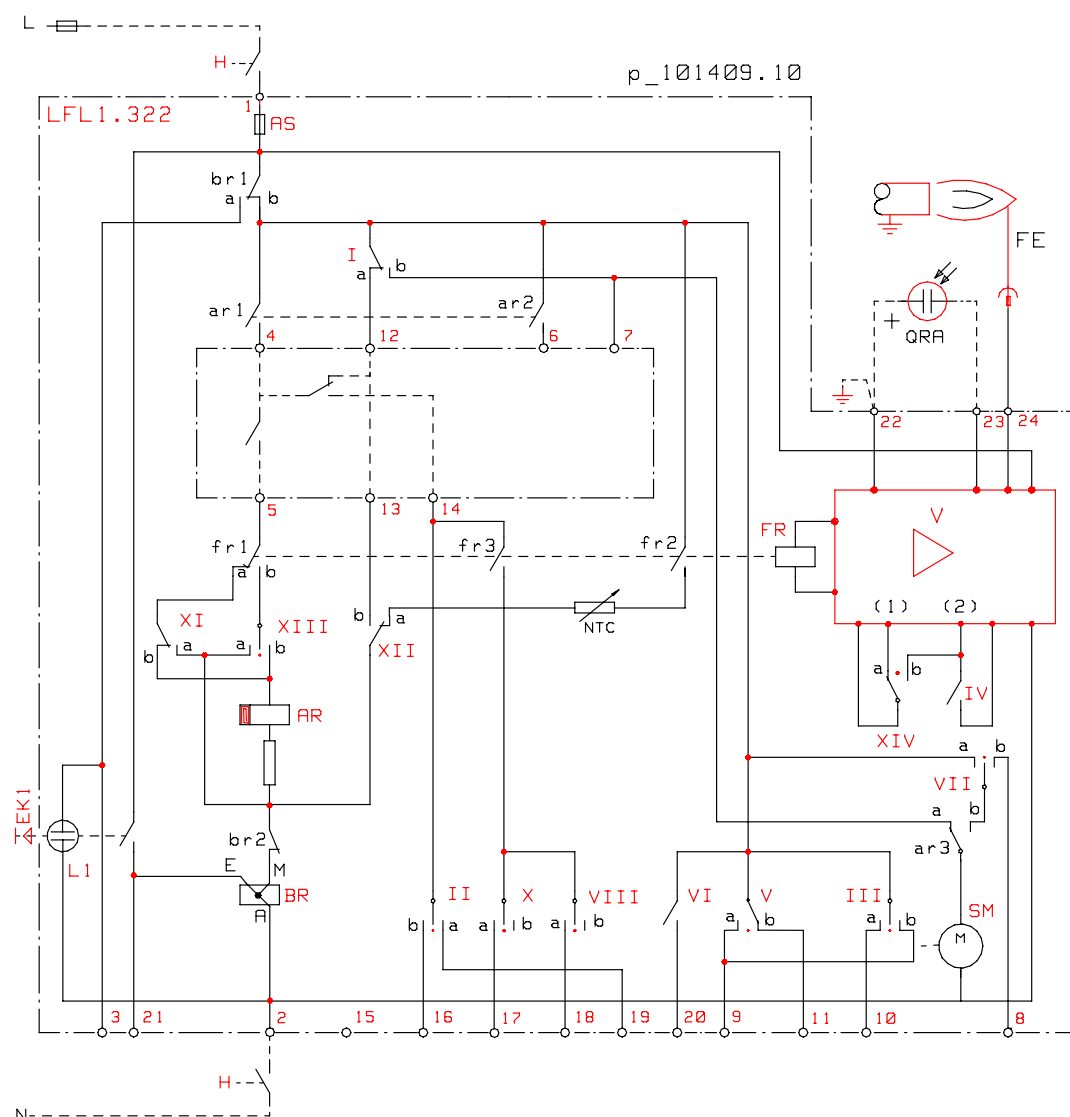 L
H
p_101409.10
LFL1.322
1
AS
br1
a b
I
a b
FE
ar1
ar2
QRA
+
4 12 6 7
22 23 24
5 13 14
fr1
a b
fr3
fr2
FR
V
(1) (2)
XI
b a
XIII
a b
b a
XII
NTC
a b
XIV
IV
AR
a b
VII
a b
ar3
EK1
L1
br2
E M
BR
A
II
b a
X
a b
VIII
a b
VI
V
a b
III
a b
SM
M
3 21 2 15 16 17 18 19 20 9 11 10 8
H
N